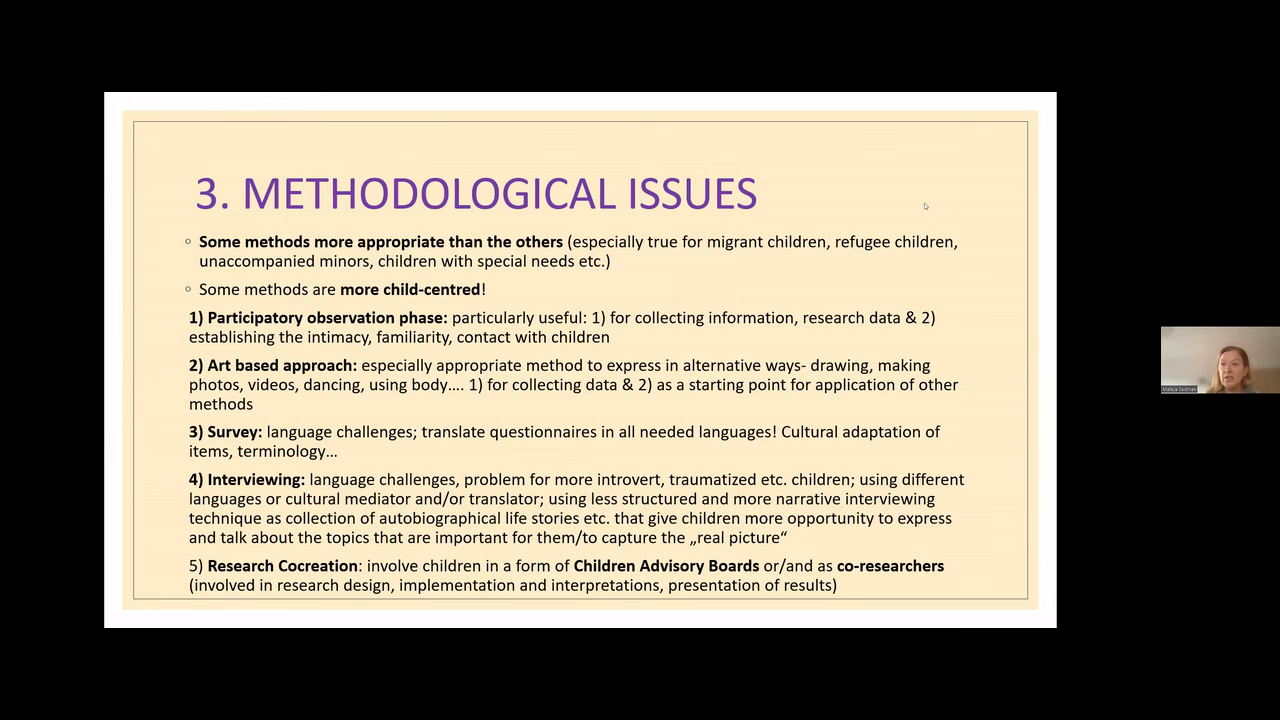 3. METHODOLOGICAL ISSUES
◦ Some methods more appropriate than the others (especially true for migrant children, refugee children,
unaccompanied minors, children with special needs etc.)
◦ Some methods are more child-centred!
1) Participatory observation phase: particularly useful: 1) for collecting information, research data & 2)
establishing the intimacy, familiarity, contact with children
2) Art based approach: especially appropriate method to express in alternative ways- drawing, making
photos, videos, dancing, using body…. 1) for collecting data & 2) as a starting point for application of other
methods
3) Survey: language challenges; translate questionnaires in all needed languages! Cultural adaptation of
items, terminology…
4) Interviewing: language challenges, problem for more introvert, traumatized etc. children; using different
languages or cultural mediator and/or translator; using less structured and more narrative interviewing
technique as collection of autobiographical life stories etc. that give children more opportunity to express
and talk about the topics that are important for them/to capture the „real picture“
5) Research Cocreation: involve children in a form of Children Advisory Boards or/and as co-researchers
(involved in research design, implementation and interpretations, presentation of results)
Mateja Sedmak